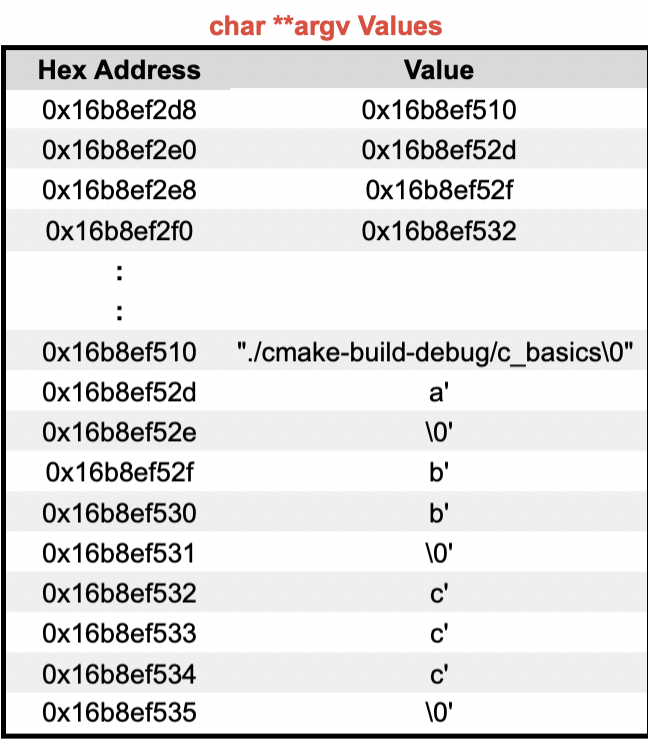 char **argv Values
Hex Address Value
0x16b8ef2d8 0x16b8ef510
0x16b8ef2e0 0x16b8ef52d
0x16b8ef2e8 0x16b8ef52f
0x16b8ef2f0 0x16b8ef532
:
:
0x16b8ef510 "./cmake-build-debug/c_basics\0"
0x16b8ef52d a'
0x16b8ef52e \0'
0x16b8ef52f b'
0x16b8ef530 b'
0x16b8ef531 \0'
0x16b8ef532 c'
0x16b8ef533 c'
0x16b8ef534 c'
0x16b8ef535 \0'